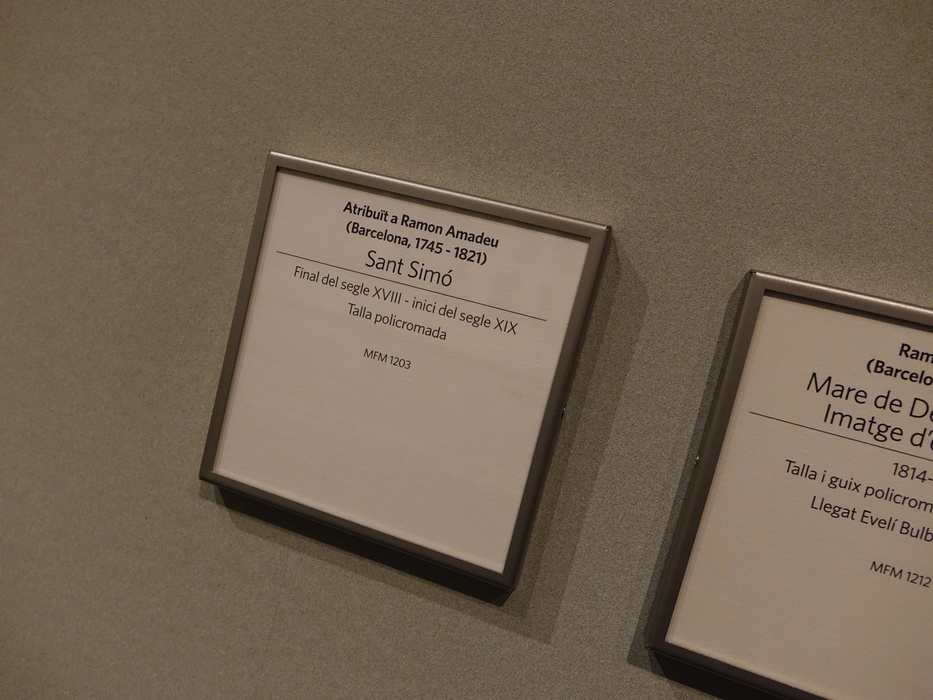 Atribuït a Ramon Amadeu
(Barcelona, 1745 - 1821)
Sant Simó
Final del segle XVIII - inici del segle XIX
Talla policromada
MFM 1203
Ram
(Barcelo
Mare de De
Imatge d'
1814-
Talla i guix policrom
Llegat Evelí Bulb
MFM 1212